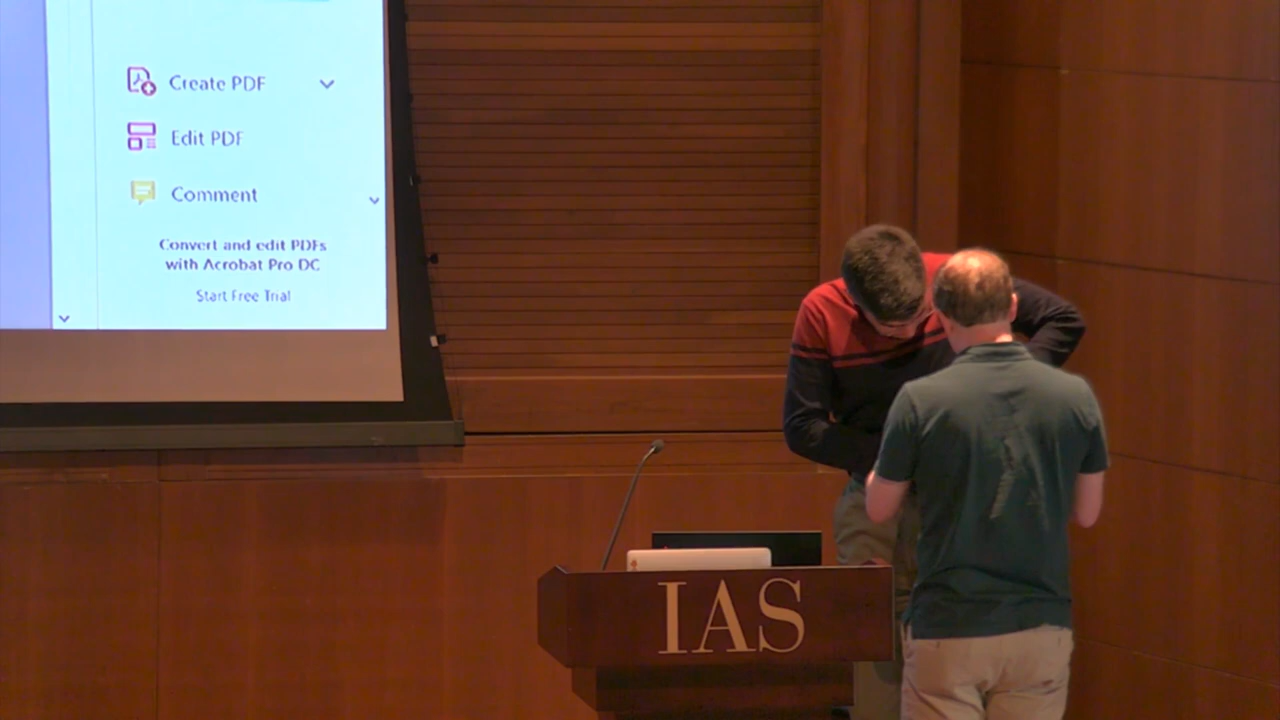 Create PDF
Edit PDF
Comment
Convert and edit PDFs
with Acrobat Pro DC
Start Free Trial
IAS